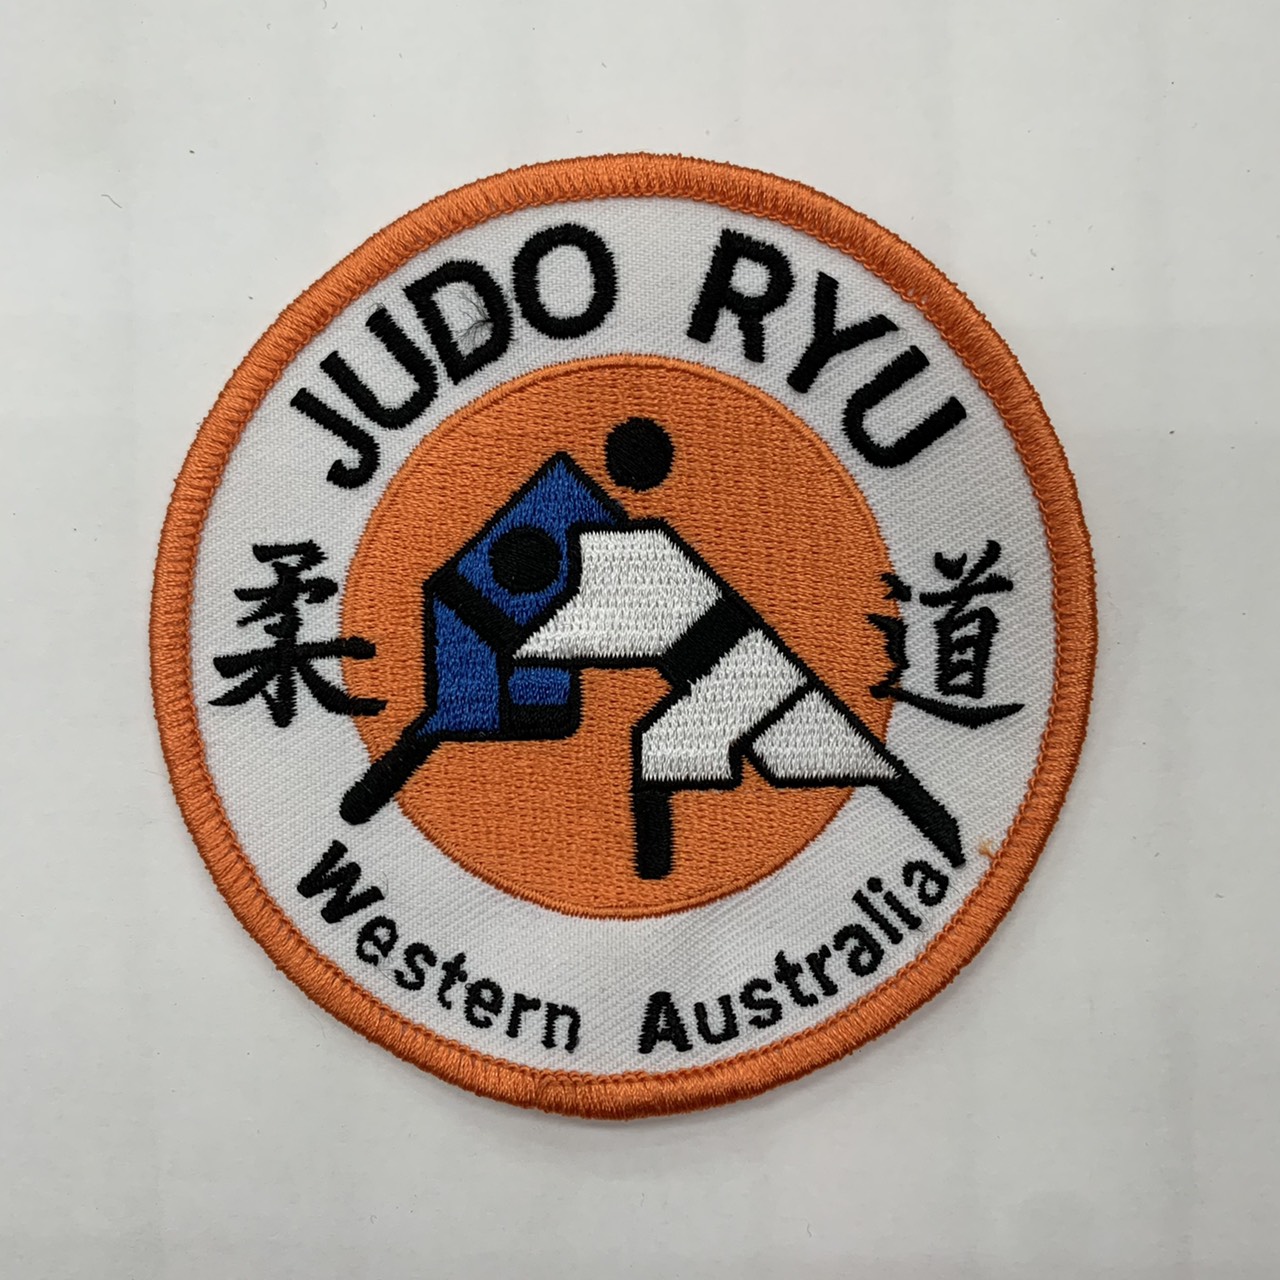 JUDO RYU
柔 道
Western Australia